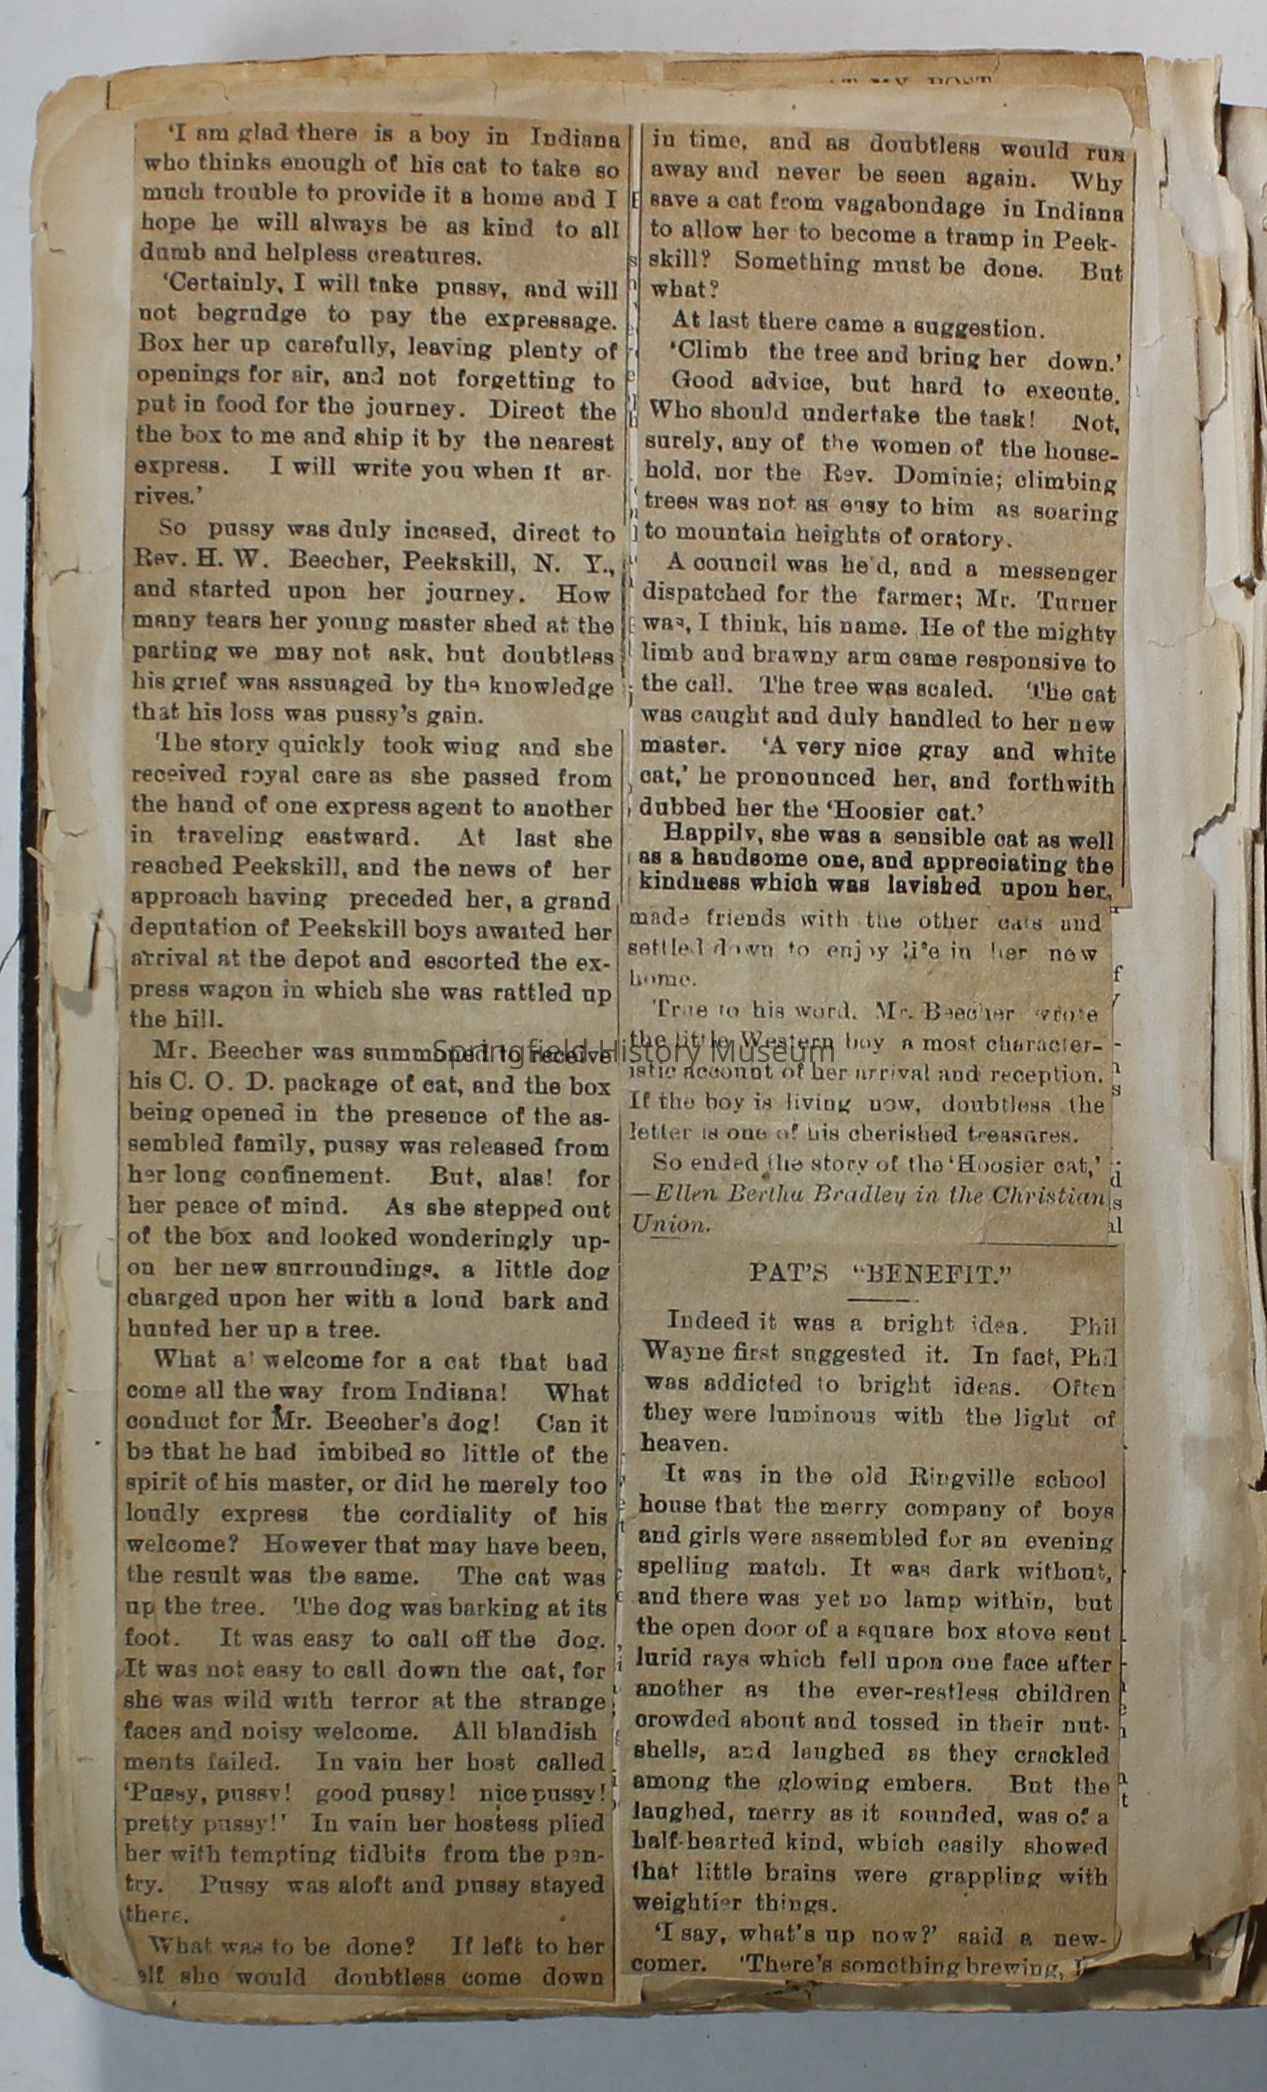 'I am glad there is a boy in Indiana
who thinks enough of his cat to take so
much trouble to provide it a home and I
hope he will always be as kind to all
dumb and helpless creatures.
'Certainly, I will take pussy, and will
not begrudge to pay the expressage.
Box her up carefully, leaving plenty of
openings for air, and not forgetting to
put in food for the journey. Direct the
the box to me and ship it by the nearest
express. I will write you when it ar-
rives.'
So pussy was duly incased, direct to
Rev. H. W. Beecher, Peekskill, N. Y.,
and started upon her journey. How
many tears her young master shed at the
parting we may not ask, but doubtless
his grief was assuaged by the knowledge
that his loss was pussy's gain.
The story quickly took wing and she
received royal care as she passed from
the hand of one express agent to another
in traveling eastward. At last she
reached Peekskill, and the news of her
approach having preceded her, a grand
deputation of Peekskill boys awaited her
arrival at the depot and escorted the ex-
press wagon in which she was rattled up
the hill.
Mr. Beecher was summoned to receive
his C. O. D. package of cat, and the box
being opened in the presence of the as-
sembled family, pussy was released from
her long confinement. But, alas! for
her peace of mind. As she stepped out
of the box and looked wonderingly up-
on her new surroundings, a little dog
charged upon her with a loud bark and
hunted her up a tree.
What a welcome for a cat that had
come all the way from Indiana! What
conduct for Mr. Beecher's dog! Can it
be that he had imbibed so little of the
spirit of his master, or did he merely too
loudly express the cordiality of his
welcome? However that may have been,
the result was the same. The cat was
up the tree. The dog was barking at its
foot. It was easy to call off the dog.
It was not easy to call down the cat, for
she was wild with terror at the strange
faces and noisy welcome. All blandish
ments failed. In vain her host called
'Pussy, pussy! good pussy! nice pussy!
pretty pussy!' In vain her hostess plied
her with tempting tidbits from the pan-
try. Pussy was aloft and pussy stayed
there.
What was to be done? If left to her
elf she would doubtless come down
in time, and as doubtless would run
away and never be seen again. Why
save a cat from vagabondage in Indiana
to allow her to become a tramp in Peek-
skill? Something must be done. But
what?
At last there came a suggestion.
'Climb the tree and bring her down.'
Good advice, but hard to execute.
Who should undertake the task! Not,
surely, any of the women of the house-
hold, nor the Rev. Dominie; climbing
trees was not as easy to him as soaring
to mountain heights of oratory.
A council was he'd, and a messenger
dispatched for the farmer; Mr. Turner
was, I think, his name. He of the mighty
limb and brawny arm came responsive to
the call. The tree was scaled. The cat
was caught and duly handled to her new
master. 'A very nice gray and white
cat,' he pronounced her, and forthwith
dubbed her the 'Hoosier cat.'
Happily, she was a sensible cat as well
as a handsome one, and appreciating the
kindness which was lavished upon her,
made friends with the other cats and
settled down to enjoy life in her new
home.
True to his word, Mr. Beecher wrote
the little Western boy a most character-
istic account of her arrival and reception.
If the boy is living now, doubtless the
letter is one of his cherished treasures.
So ended the story of the 'Hoosier cat,'
—Ellen Bertha Bradley in the Christian
Union.
PAT'S "BENEFIT."
Indeed it was a bright idea. Phil
Wayne first suggested it. In fact, Phil
was addicted to bright ideas. Often
they were luminous with the light of
heaven.
It was in the old Ringville school
house that the merry company of boys
and girls were assembled for an evening
spelling match. It was dark without,
and there was yet no lamp within, but
the open door of a square box stove sent
lurid rays which fell upon one face after
another as the ever-restless children
crowded about and tossed in their nut-
shells, and laughed as they crackled
among the glowing embers. But the
laughed, merry as it sounded, was of a
half-hearted kind, which easily showed
that little brains were grappling with
weightier things.
'I say, what's up now?' said a new-
comer. 'There's something brewing, I
Springfield History Museum